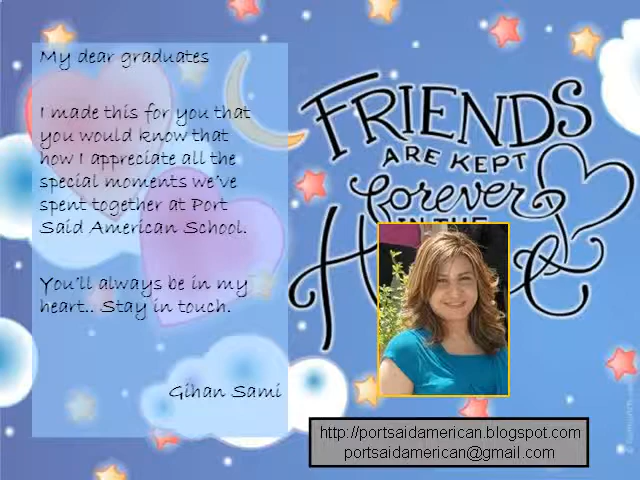 My dear graduates
I made this for you that
you would know that
how I appreciate all the
special moments we've
spent together at Port
Said American School.
You'll always be in my
heart.. Stay in touch.
Gihan Sami
FRIENDS
ARE KEPT
forever
IN THE
http://portsaidamerican.blogspot.com
portsaidamerican@gmail.com